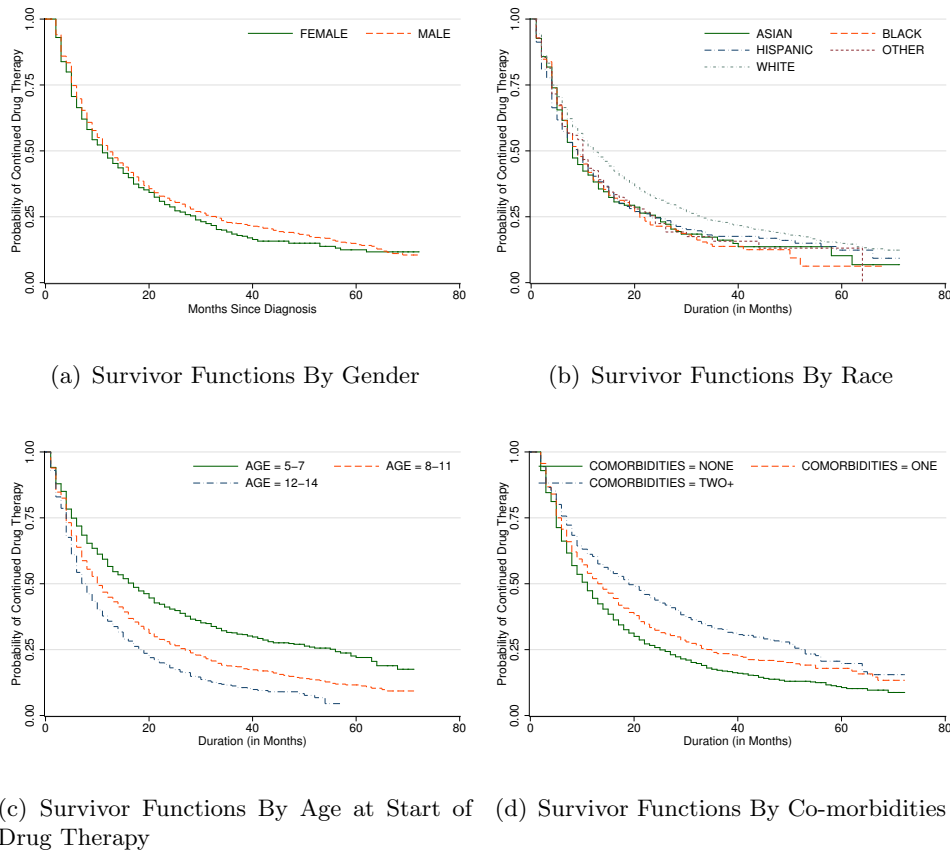 FEMALE MALE
Probability of Continued Drug Therapy
0.00 0.25 0.50 0.75 1.00
0 20 40 60 80
Months Since Diagnosis
(a) Survivor Functions By Gender
ASIAN BLACK
HISPANIC OTHER
WHITE
Probability of Continued Drug Therapy
0.00 0.25 0.50 0.75 1.00
0 20 40 60 80
Duration (in Months)
(b) Survivor Functions By Race
AGE = 5−7 AGE = 8−11
AGE = 12−14
Probability of Continued Drug Therapy
0.00 0.25 0.50 0.75 1.00
0 20 40 60 80
Duration (in Months)
(c) Survivor Functions By Age at Start of
Drug Therapy
COMORBIDITIES = NONE COMORBIDITIES = ONE
COMORBIDITIES = TWO+
Probability of Continued Drug Therapy
0.00 0.25 0.50 0.75 1.00
0 20 40 60 80
Duration (in Months)
(d) Survivor Functions By Co-morbidities